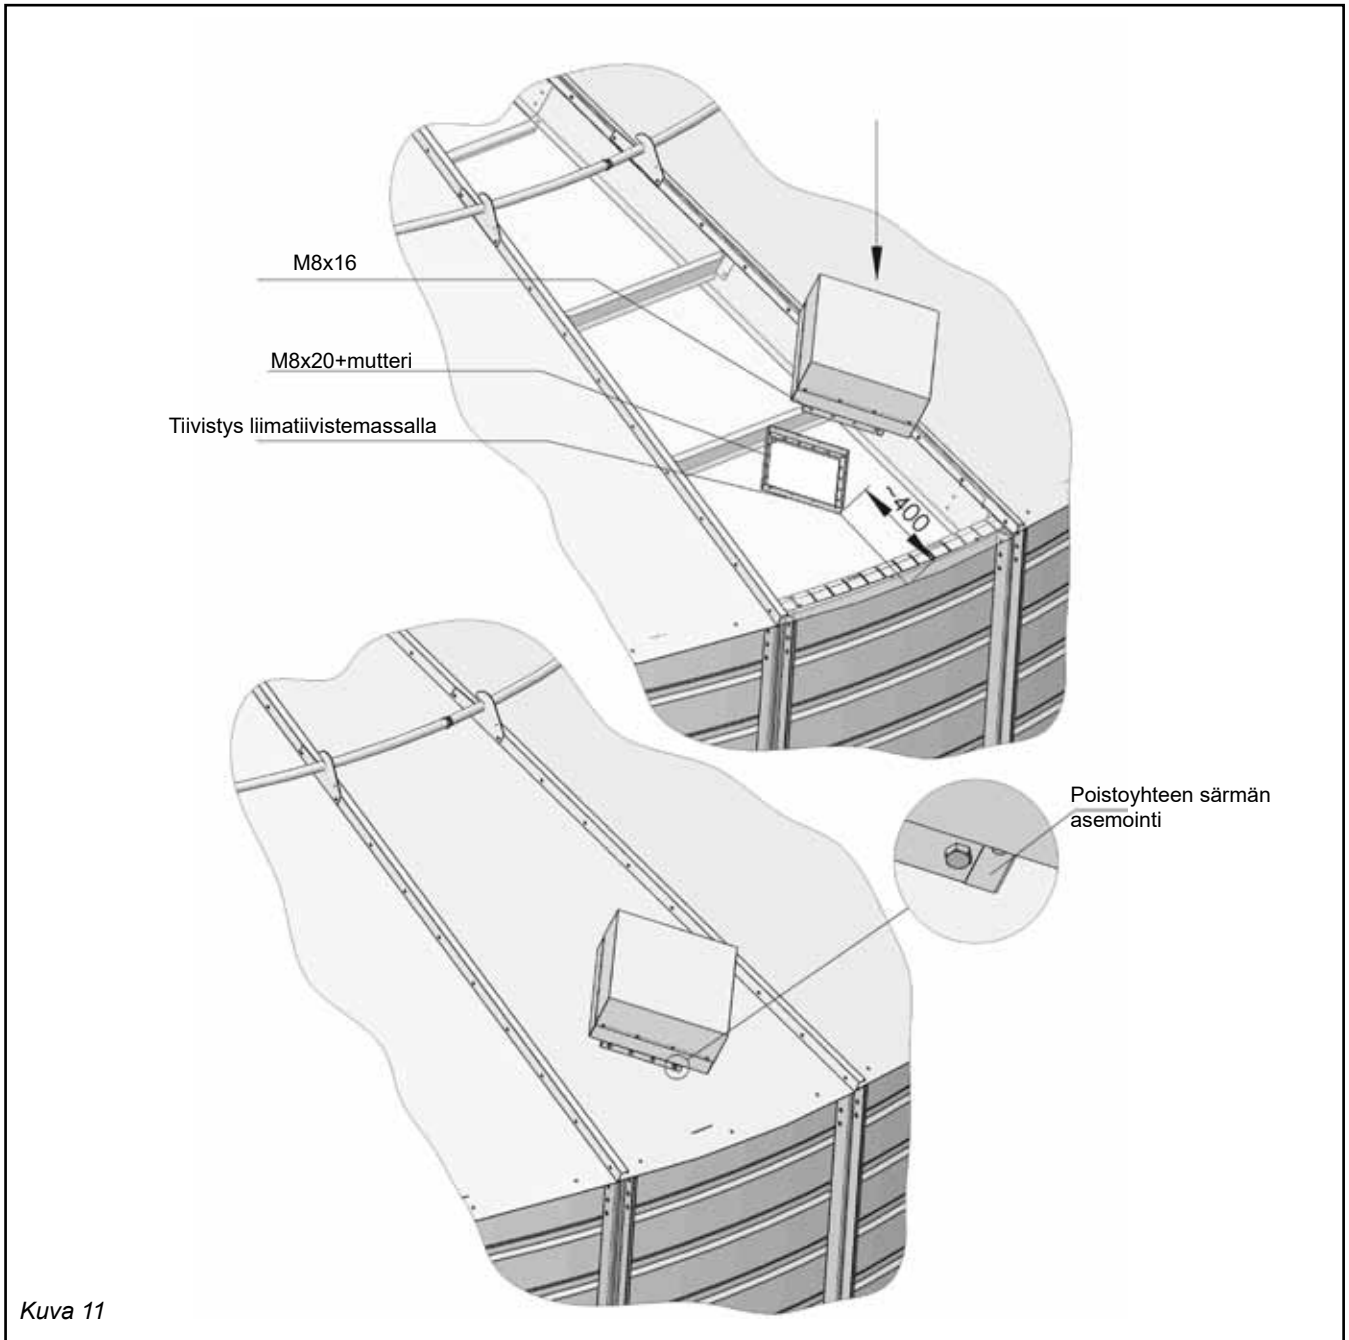 M8x16
M8x20+mutteri
Tiivistys liimatiivistemassalla
~400
Poistoyhteen särmän
asemointi
Kuva 11